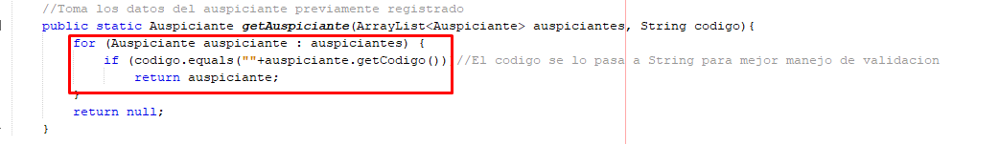 //Toma los datos del auspiciante previamente registrado
public static Auspiciante getAuspiciante(ArrayList<Auspiciante> auspiciantes, String codigo){
for (Auspiciante auspiciante : auspiciantes) {
if (codigo.equals(""+auspiciante.getCodigo()) //El codigo se lo pasa a String para mejor manejo de validacion
return auspiciante;
}
return null;
}